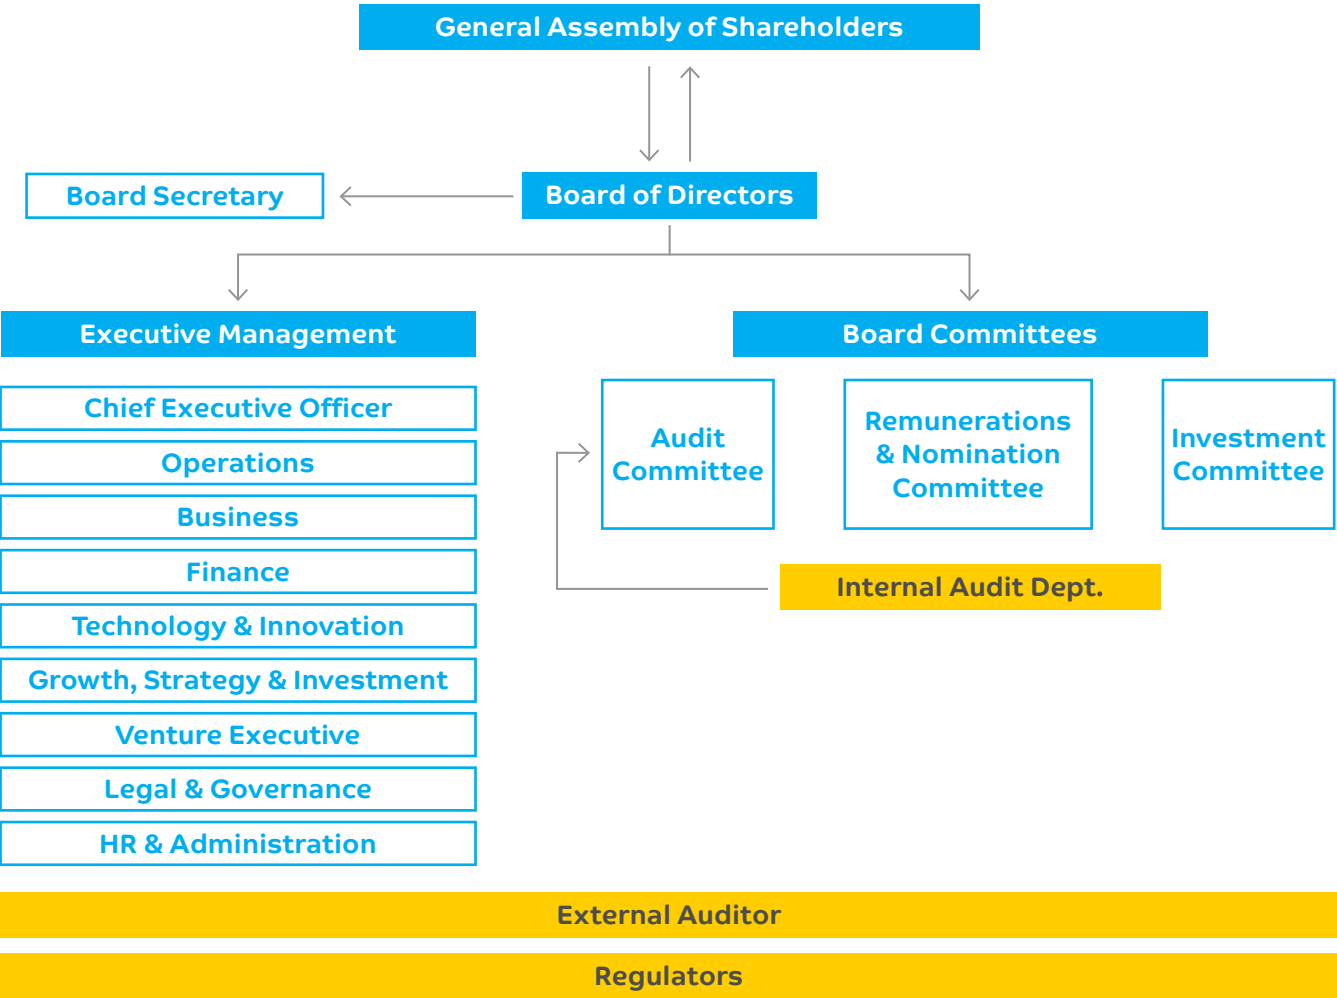 General Assembly of Shareholders
Board Secretary
Board of Directors
Executive Management
Board Committees
Chief Executive Officer
Operations
Business
Finance
Technology & Innovation
Growth, Strategy & Investment
Venture Executive
Legal & Governance
HR & Administration
Audit
Committee
Remunerations
& Nomination
Committee
Investment
Committee
Internal Audit Dept.
External Auditor
Regulators